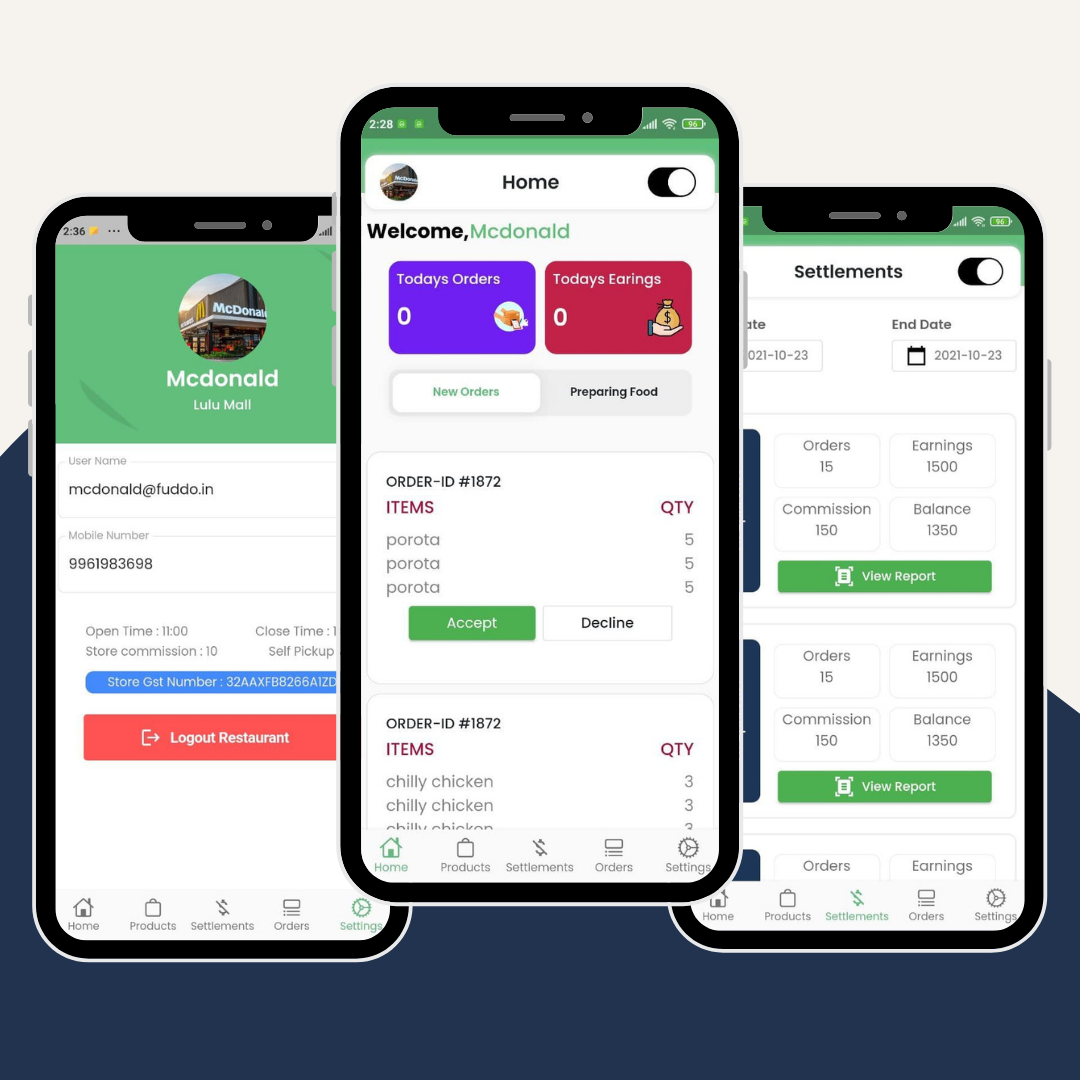 2:36
McDonald
Mcdonald
Lulu Mall
User Name
mcdonald@fuddo.in
Mobile Number
9961983698
Open Time : 11:00
Close Time : 1
Store commission : 10
Self Pickup
Store Gst Number : 32AAXFB8266A1ZD
Logout Restaurant
Home Products Settlements Orders Settings
2:28
96
Home
Welcome,Mcdonald
Todays Orders
0
Todays Earings
0
New Orders
Preparing Food
ORDER-ID #1872
ITEMS QTY
porota 5
porota 5
porota 5
Accept Decline
ORDER-ID #1872
ITEMS QTY
chilly chicken 3
chilly chicken 3
chilly chicken 3
Home Products Settlements Orders Settings
96
Settlements
ate
End Date
021-10-23
2021-10-23
Orders
15
Earnings
1500
Commission
150
Balance
1350
View Report
Orders
15
Earnings
1500
Commission
150
Balance
1350
View Report
Orders
Earnings
Home Products Settlements Orders Settings